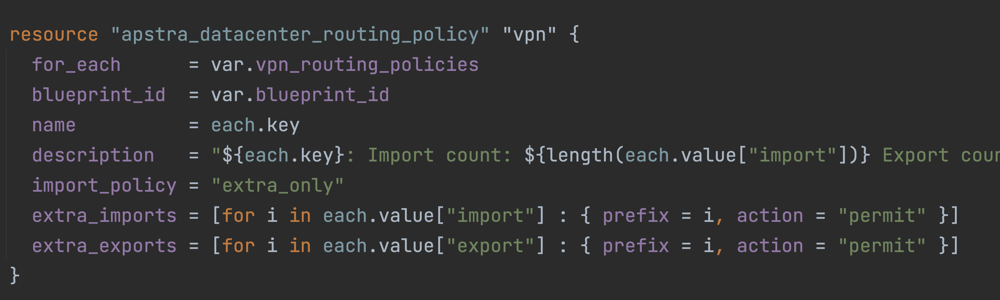 resource "apstra_datacenter_routing_policy" "vpn" {
  for_each      = var.vpn_routing_policies
  blueprint_id  = var.blueprint_id
  name          = each.key
  description   = "${each.key}: Import count: ${length(each.value["import"])} Export
  import_policy = "extra_only"
  extra_imports = [for i in each.value["import"] : { prefix = i, action = "permit" }]
  extra_exports = [for i in each.value["export"] : { prefix = i, action = "permit" }]
}